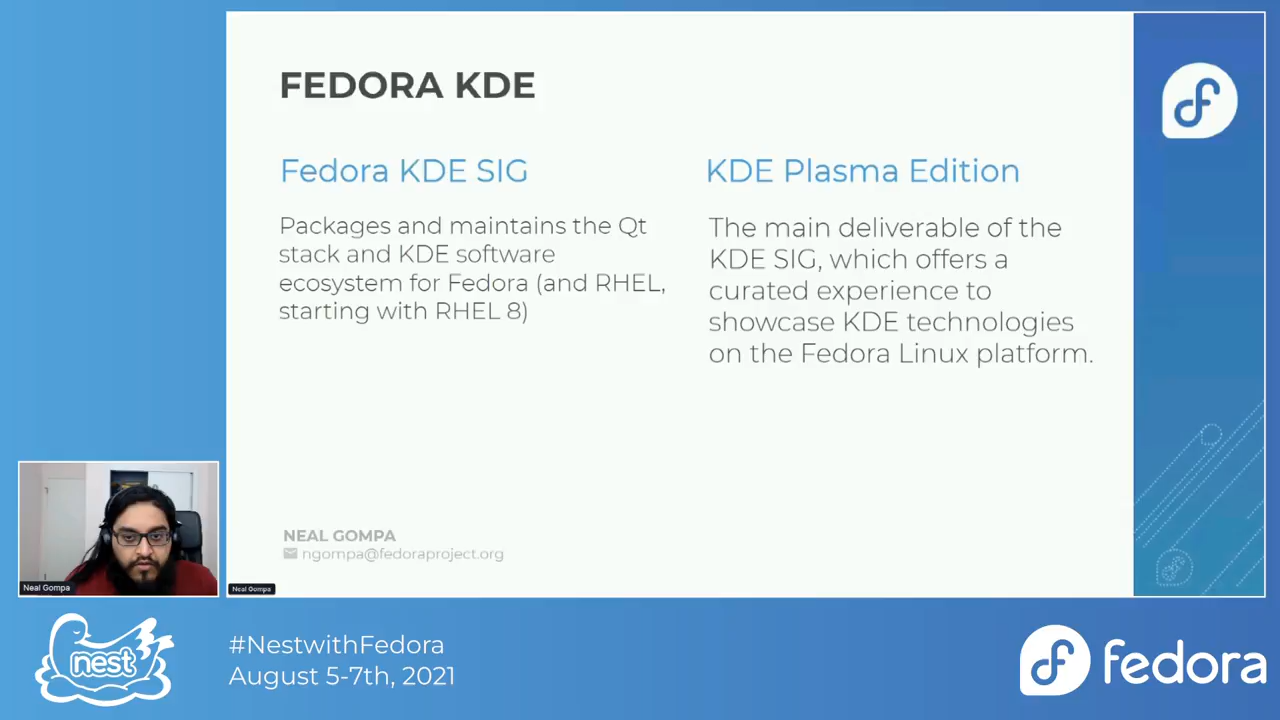 FEDORA KDE
Fedora KDE SIG
Packages and maintains the Qt
stack and KDE software
ecosystem for Fedora (and RHEL,
starting with RHEL 8)
KDE Plasma Edition
The main deliverable of the
KDE SIG, which offers a
curated experience to
showcase KDE technologies
on the Fedora Linux platform.
NEAL GOMPA
ngompa@fedoraproject.org
Neal Gompa
Neal Gompa
nest
#NestwithFedora
August 5-7th, 2021
fedora